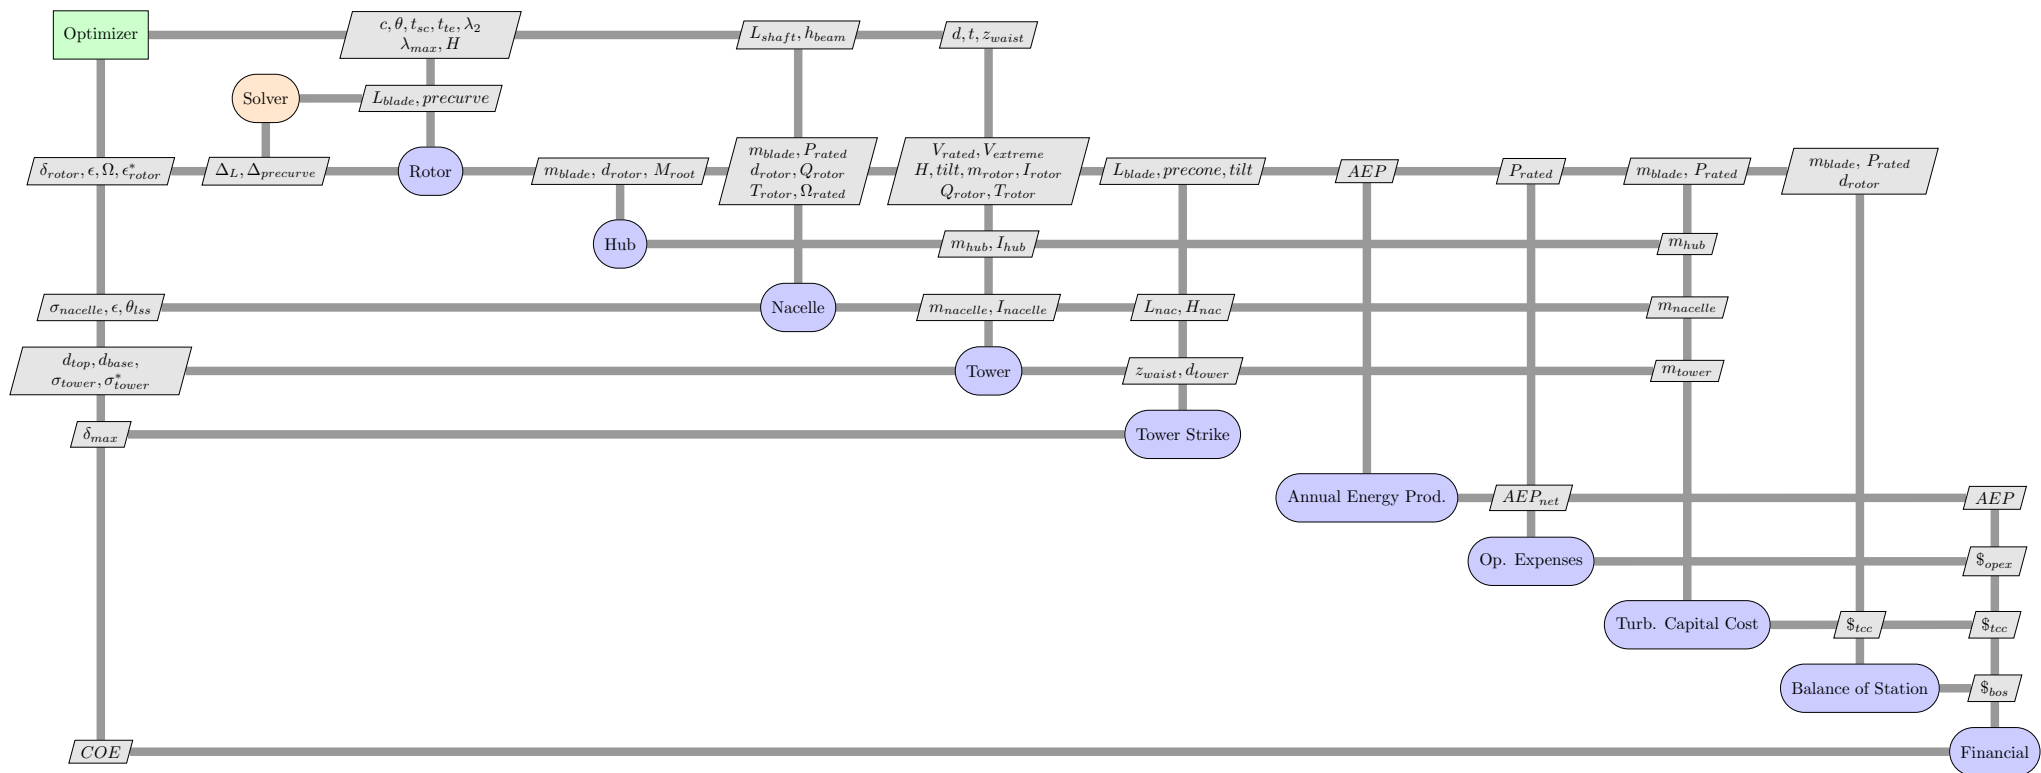 Optimizer
c, θ, t_sc, t_te, λ_2
λ_max, H
L_shaft, h_beam
d, t, z_waist
Solver
L_blade, precurve
δ_rotor, ϵ, Ω, ϵ*_rotor
Δ_L, Δ_precurve
Rotor
m_blade, d_rotor, M_root
m_blade, P_rated
d_rotor, Q_rotor
T_rotor, Ω_rated
V_rated, V_extreme
H, tilt, m_rotor, I_rotor
Q_rotor, T_rotor
L_blade, precone, tilt
AEP
P_rated
m_blade, P_rated
m_blade, P_rated
d_rotor
Hub
m_hub, I_hub
m_hub
σ_nacelle, ϵ, θ_lss
Nacelle
m_nacelle, I_nacelle
L_nac, H_nac
m_nacelle
d_top, d_base,
σ_tower, σ*_tower
Tower
z_waist, d_tower
m_tower
δ_max
Tower Strike
Annual Energy Prod.
AEP_net
AEP
Op. Expenses
$_opex
Turb. Capital Cost
$_tcc
$_tcc
Balance of Station
$_bos
COE
Financial